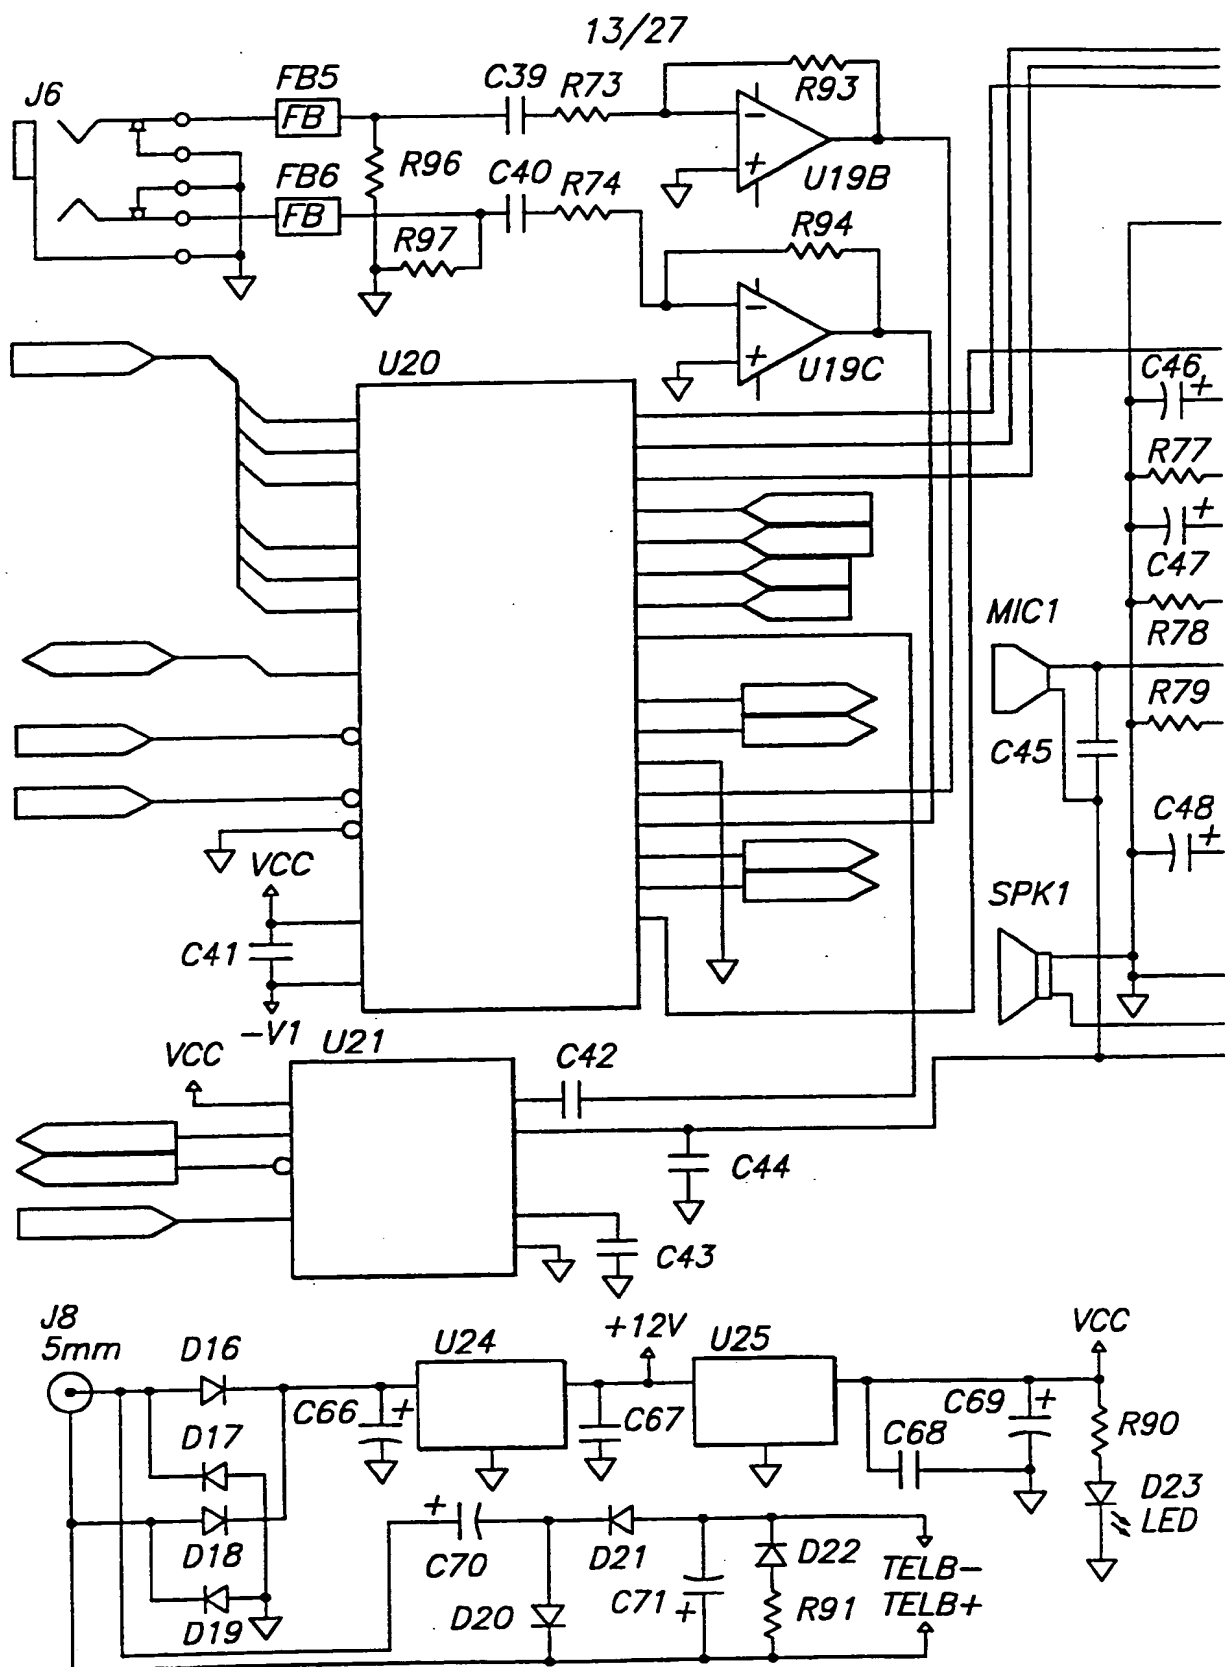 13/27
J6
FB5
FB
C39
R73
R93
R96
U19B
FB6
FB
C40
R74
R97
R94
U19C
U20
C46
+
R77
+
C47
R78
MIC1
R79
C45
C48
+
VCC
C41
-V1
SPK1
VCC
U21
C42
C44
C43
J8
5mm
D16
U24
+12V
U25
VCC
C66
+
C67
C68
C69
+
R90
D17
D18
D19
+
C70
D20
D21
C71
+
D22
R91
TELB-
TELB+
D23
LED